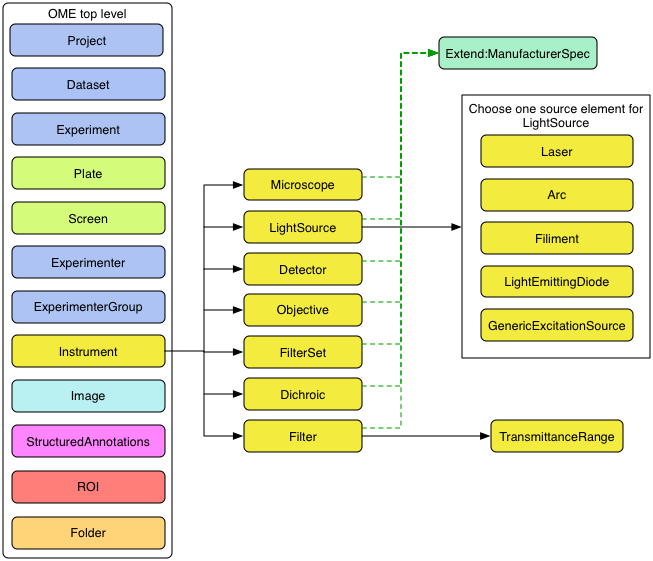 OME top level
Project
Dataset
Experiment
Plate
Screen
Experimenter
ExperimenterGroup
Instrument
Image
StructuredAnnotations
ROI
Folder
Microscope
LightSource
Detector
Objective
FilterSet
Dichroic
Filter
Extend:ManufacturerSpec
Choose one source element for
LightSource
Laser
Arc
Filiment
LightEmittingDiode
GenericExcitationSource
TransmittanceRange